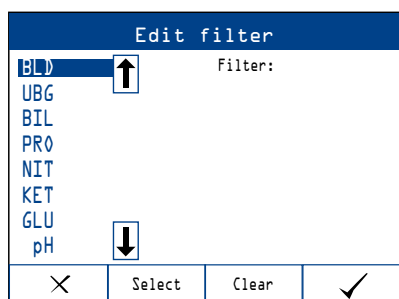 Edit filter
BLD
Filter:
UBG
BIL
PRO
NIT
KET
GLU
pH
Select
Clear